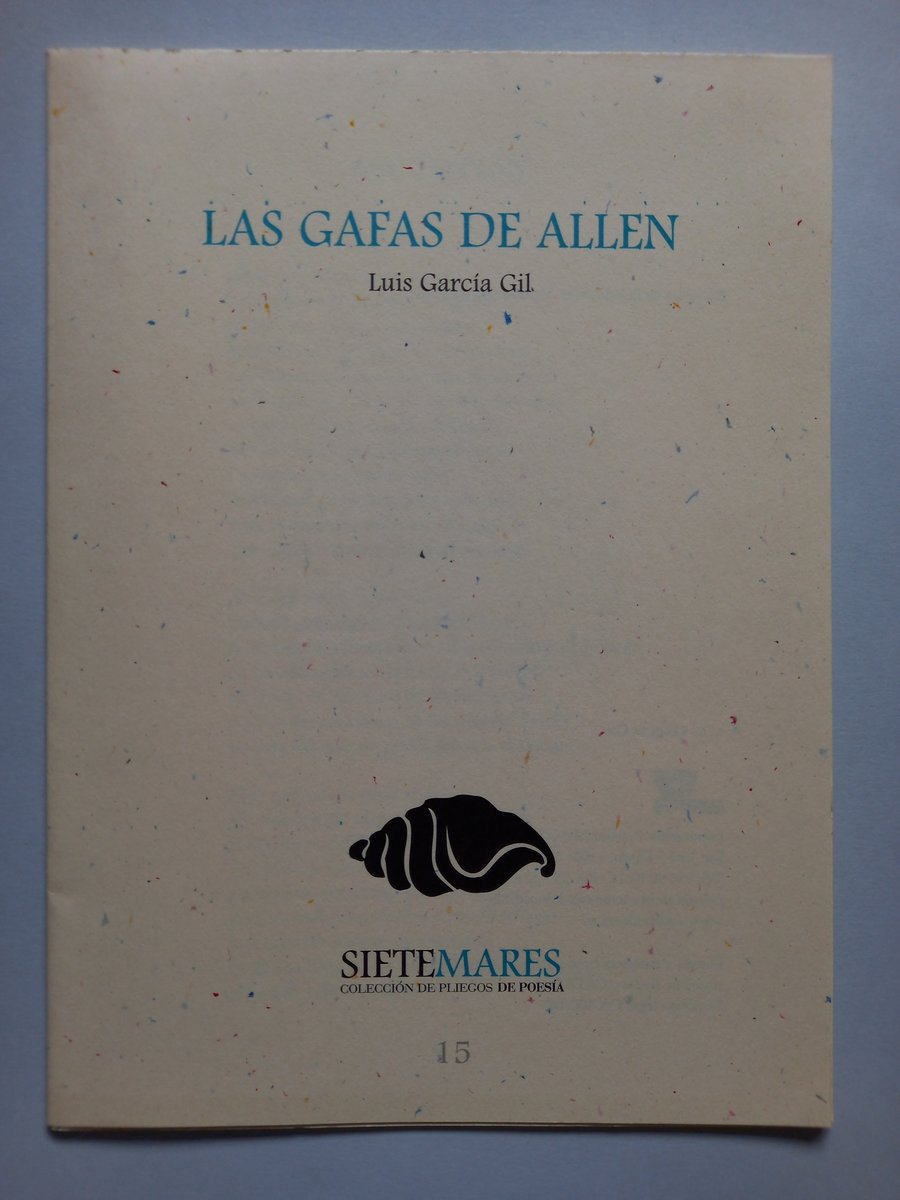 LAS GAFAS DE ALLEN
Luis García Gil
SIETEMARES
COLECCIÓN DE PLIEGOS DE POESÍA
15